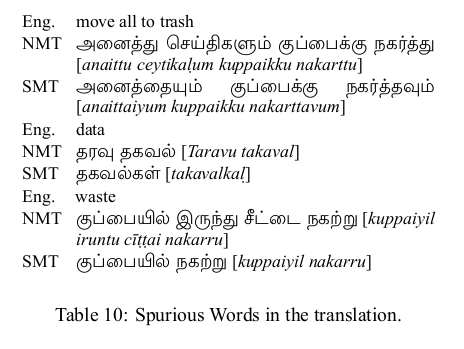 Eng. move all to trash
NMT அனைத்து செய்திகளும் குப்பைக்கு நகர்த்து
[anaittu ceytikaḷum kuppaikku nakarttu]
SMT அனைத்தையும் குப்பைக்கு நகர்த்தவும்
[anaittaiyum kuppaikku nakarttavum]
Eng. data
NMT தரவு தகவல் [Taravu takaval]
SMT தகவல்கள் [takavalkaḷ]
Eng. waste
NMT குப்பையில் இருந்து சீட்டை நகற்று [kuppaiyil
iruntu cīṭṭai nakarru]
SMT குப்பையில் நகற்று [kuppaiyil nakarru]
Table 10: Spurious Words in the translation.